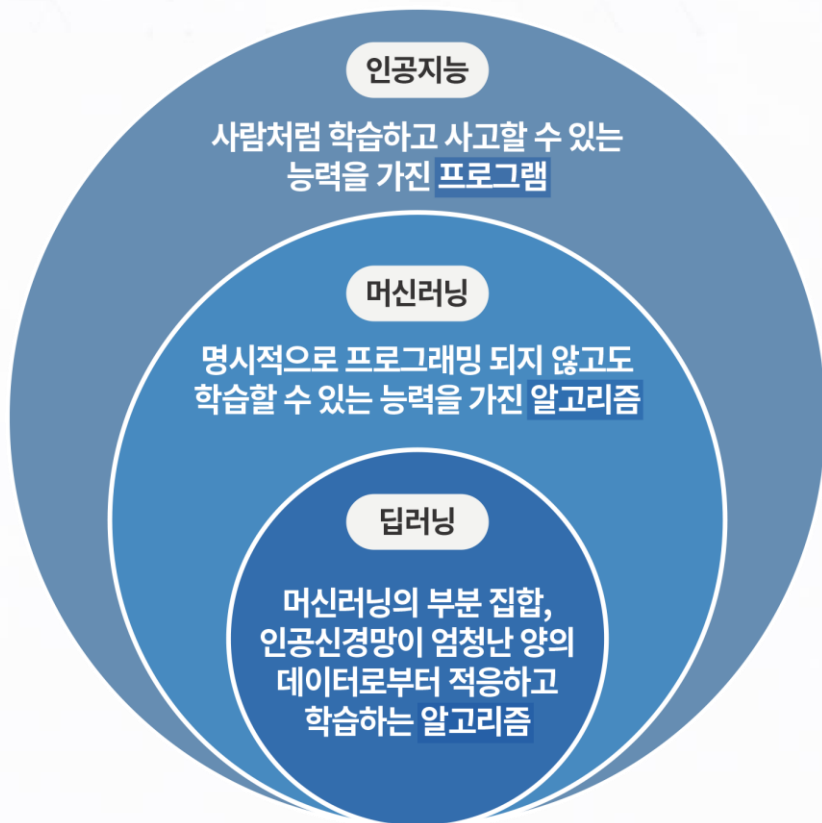 인공지능
사람처럼 학습하고 사고할 수 있는
능력을 가진 프로그램
머신러닝
명시적으로 프로그래밍 되지 않고도
학습할 수 있는 능력을 가진 알고리즘
딥러닝
머신러닝의 부분 집합,
인공신경망이 엄청난 양의
데이터로부터 적응하고
학습하는 알고리즘